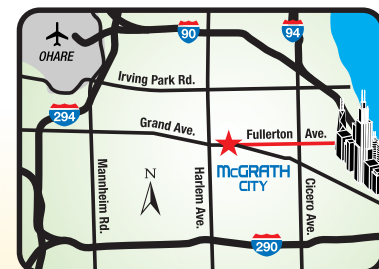 90
94
OHARE
Irving Park Rd.
294
Grand Ave.
Fullerton Ave.
McGRATH
CITY
N
Mannheim Rd.
Harlem Ave.
Cicero Ave.
290